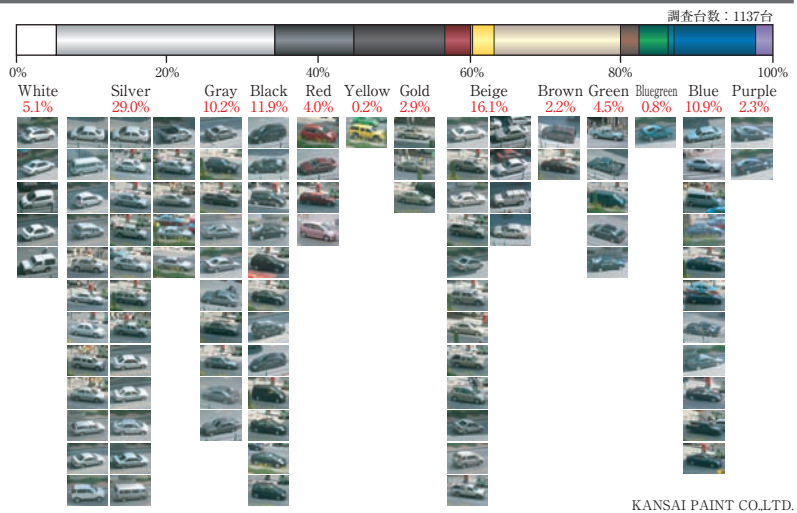 調査台数：1137台
0% 20% 40% 60% 80% 100%
White Silver Gray Black Red Yellow Gold Beige Brown Green Bluegreen Blue Purple
5.1% 29.0% 10.2% 11.9% 4.0% 0.2% 2.9% 16.1% 2.2% 4.5% 0.8% 10.9% 2.3%
KANSAI PAINT CO.,LTD.